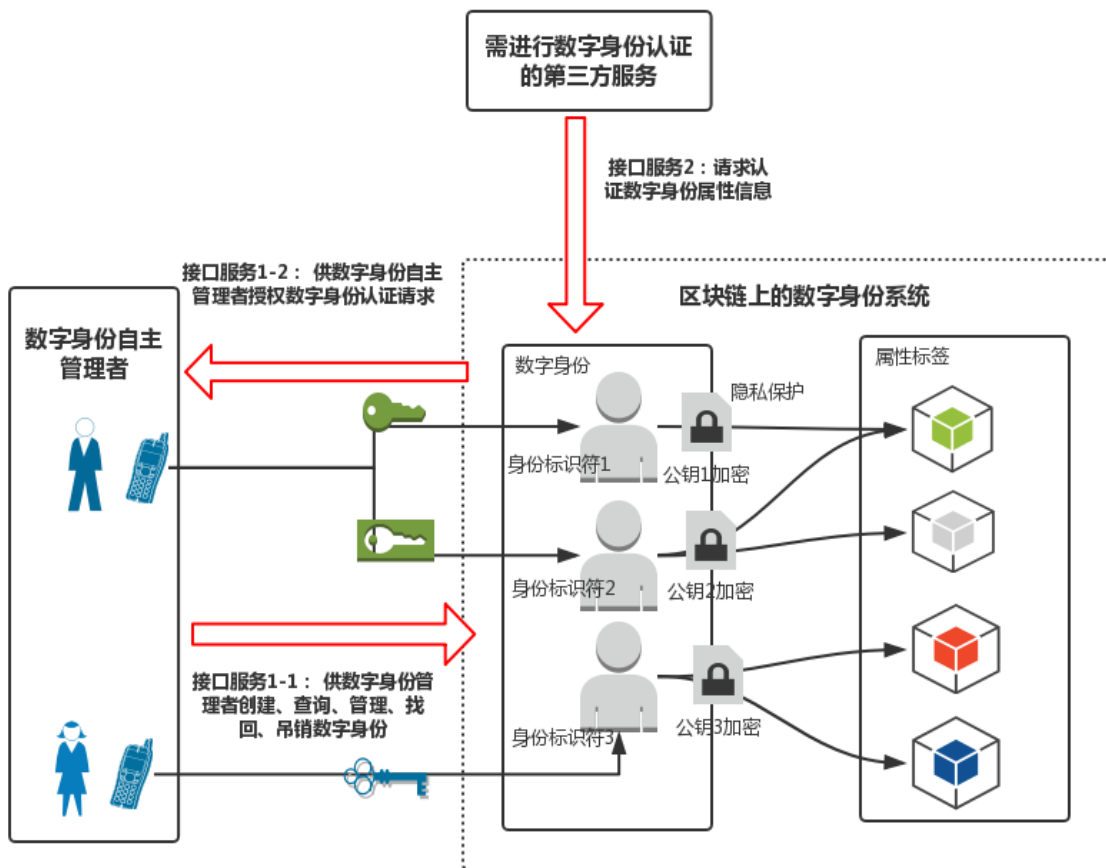 需进行数字身份认证
的第三方服务
接口服务2：请求认
证数字身份属性信息
接口服务1-2： 供数字身份自主
管理者授权数字身份认证请求
区块链上的数字身份系统
数字身份自主
管理者
数字身份
属性标签
隐私保护
身份标识符1
公钥1加密
身份标识符2
公钥2加密
接口服务1-1： 供数字身份管
理者创建、查询、管理、找
回、吊销数字身份
身份标识符3
公钥3加密